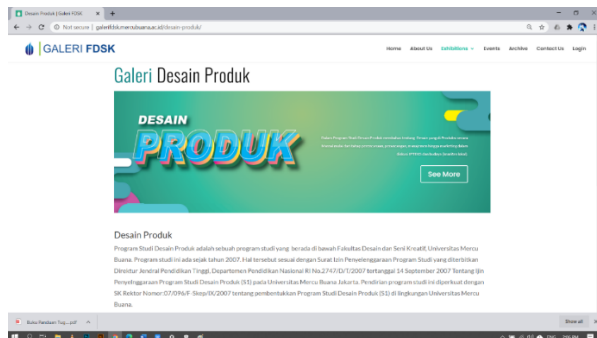 Desain Produk | Galeri FDSK
Not secure | galerifdsk.mercubuana.ac.id/desain-produk/
GALERI FDSK
Home About Us Exhibitions Events Archive Contact Us Login
Galeri Desain Produk
DESAIN
PRODUK
See More
Desain Produk
Program Studi Desain Produk adalah sebuah program studi yang berada di bawah Fakultas Desain dan Seni Kreatif, Universitas Mercu
Buana. Program studi ini ada sejak tahun 2007. Hal tersebut sesuai dengan Surat Izin Penyelenggaraan Program Studi yang diterbitkan
Direktur Jendral Pendidikan Tinggi, Departemen Pendidikan Nasional RI No.2747/D/T/2007 tertanggal 14 September 2007 Tentang Ijin
Penyelnggaraan Program Studi Desain Produk (S1) pada Universitas Mercu Buana Jakarta. Pendirian program studi ini diperkuat dengan
SK Rektor Nomor:07/096/F-Skep/IX/2007 tentang pembentukkan Program Studi Desain Produk (S1) di lingkungan Universitas Mercu
Buana.
Buku Panduan Tug....pdf
Show all